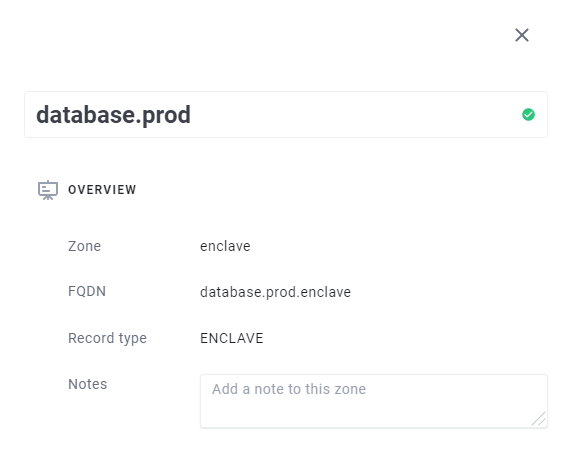 database.prod
OVERVIEW
Zone enclave
FQDN database.prod.enclave
Record type ENCLAVE
Notes Add a note to this zone